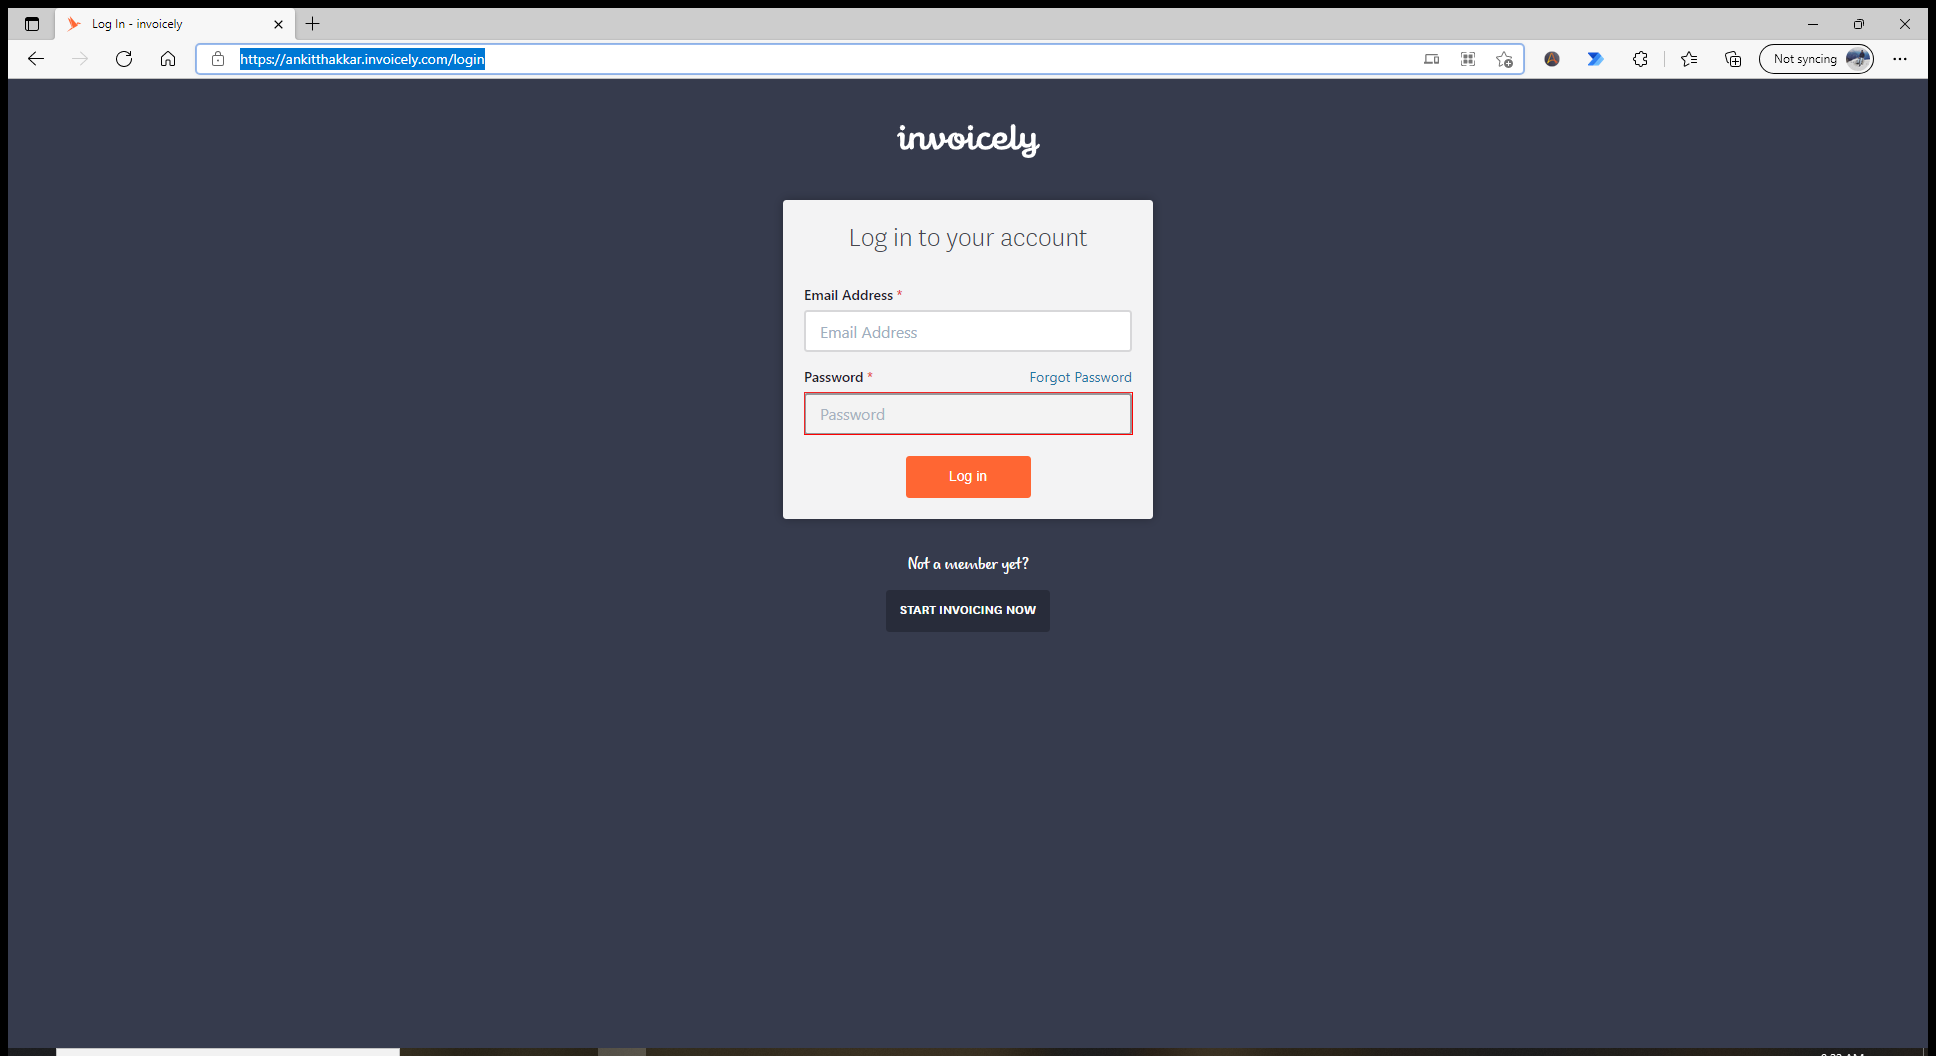 Log In - invoicely
https://ankitthakkar.invoicely.com/login
Not syncing
invoicely
Log in to your account
Email Address *
Email Address
Password *
Forgot Password
Password
Log in
Not a member yet?
START INVOICING NOW